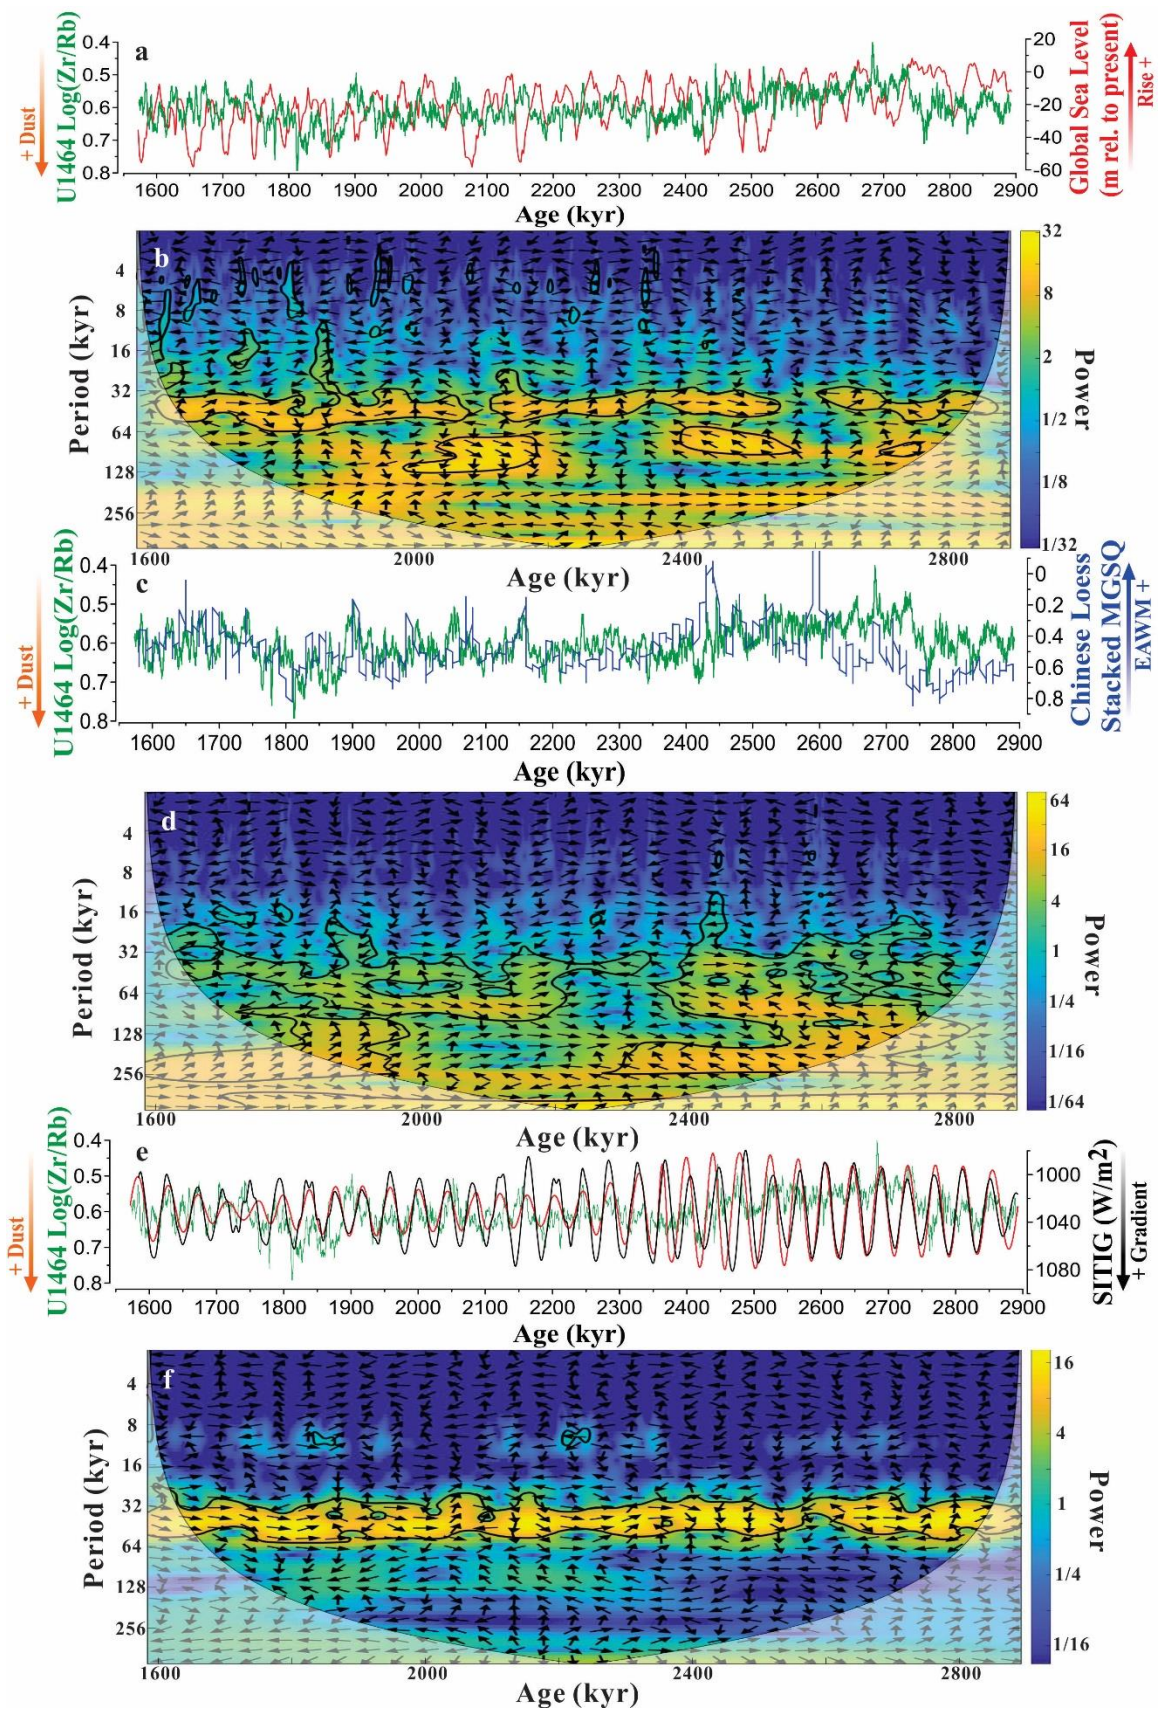 a
+ Dust
U1464 Log(Zr/Rb)
0.4
0.5
0.6
0.7
0.8
20
0
-20
-40
-60
Global Sea Level
(m rel. to present)
Rise +
1600 1700 1800 1900 2000 2100 2200 2300 2400 2500 2600 2700 2800 2900
Age (kyr)
b
Period (kyr)
4
8
16
32
64
128
256
32
8
2
1/2
1/8
1/32
Power
1600 2000 2400 2800
Age (kyr)
c
+ Dust
U1464 Log(Zr/Rb)
0.4
0.5
0.6
0.7
0.8
0
0.2
0.4
0.6
0.8
Chinese Loess
Stacked MGSQ
EAWM +
1600 1700 1800 1900 2000 2100 2200 2300 2400 2500 2600 2700 2800 2900
Age (kyr)
d
Period (kyr)
4
8
16
32
64
128
256
64
16
4
1
1/4
1/16
1/64
Power
1600 2000 2400 2800
Age (kyr)
e
+ Dust
U1464 Log(Zr/Rb)
0.4
0.5
0.6
0.7
0.8
1000
1040
1080
SITIG (W/m2)
+ Gradient
1600 1700 1800 1900 2000 2100 2200 2300 2400 2500 2600 2700 2800 2900
Age (kyr)
f
Period (kyr)
4
8
16
32
64
128
256
16
4
1
1/4
1/16
Power
1600 2000 2400 2800
Age (kyr)